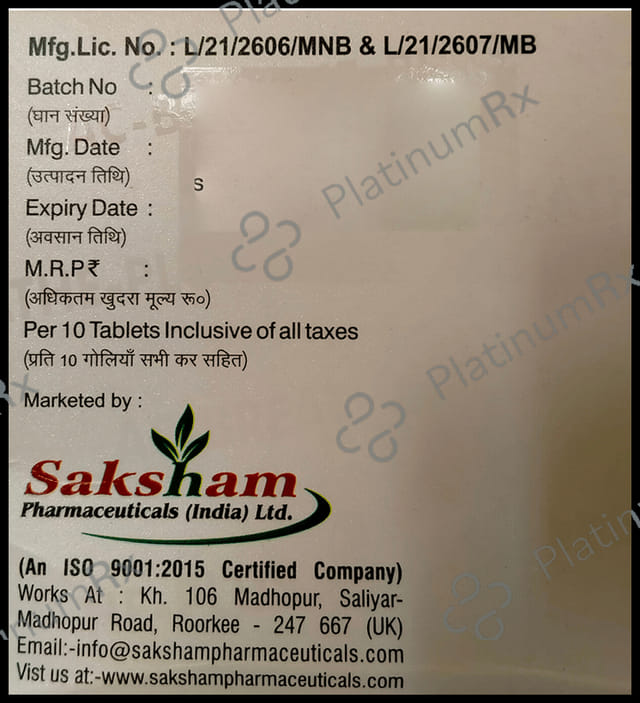 Mfg.Lic. No. : L/21/2606/MNB & L/21/2607/MB
Batch No :
(घान संख्या)
Mfg. Date :
(उत्पादन तिथि)
S
Expiry Date :
(अवसान तिथि)
M.R.P ₹ :
(अधिकतम खुदरा मूल्य रू०)
Per 10 Tablets Inclusive of all taxes
(प्रति 10 गोलियाँ सभी कर सहित)
Marketed by :
Saksham
Pharmaceuticals (India) Ltd.
(An ISO 9001:2015 Certified Company)
Works At : Kh. 106 Madhopur, Saliyar-
Madhopur Road, Roorkee - 247 667 (UK)
Email:-info@sakshampharmaceuticals.com
Vist us at:-www.sakshampharmaceuticals.com
PlatinumRx
PlatinumRx
PlatinumRx